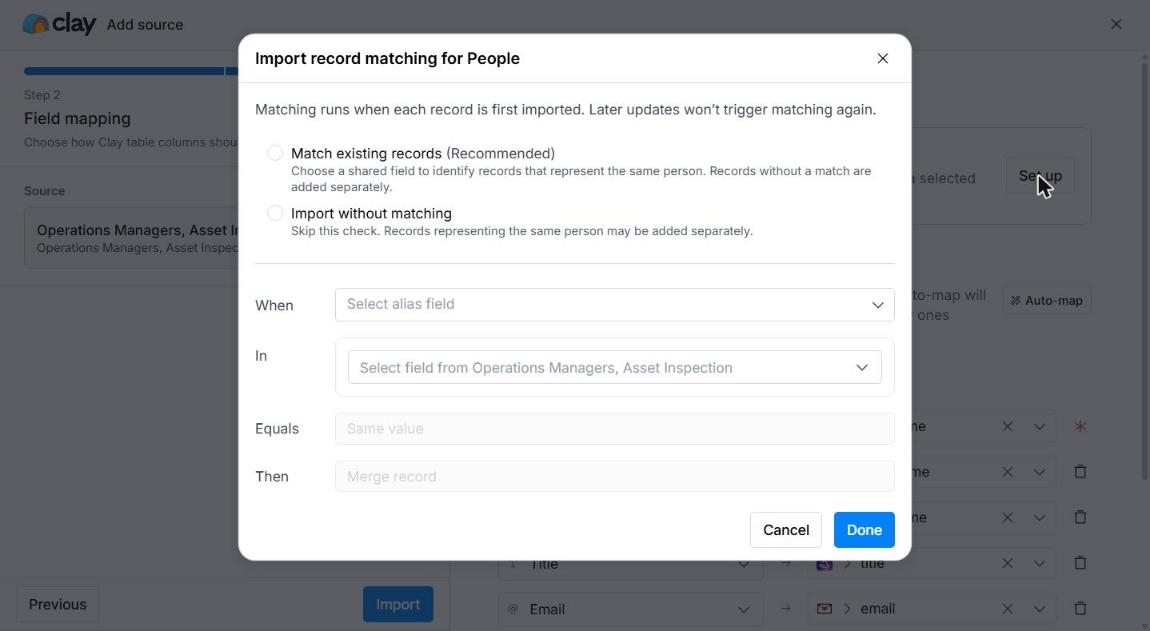 clay Add source
Step 2
Field mapping
Choose how Clay table columns shou
Source
Operations Managers, Asset I
Operations Managers, Asset Inspec
Previous
Import
Import record matching for People
Matching runs when each record is first imported. Later updates won't trigger matching again.
Match existing records (Recommended)
Choose a shared field to identify records that represent the same person. Records without a match are
added separately.
Import without matching
Skip this check. Records representing the same person may be added separately.
When
Select alias field
In
Select field from Operations Managers, Asset Inspection
Equals
Same value
Then
Merge record
Cancel
Done
selected
Set up
to-map will
ones
Auto-map
me
me
Title
title
Email
email